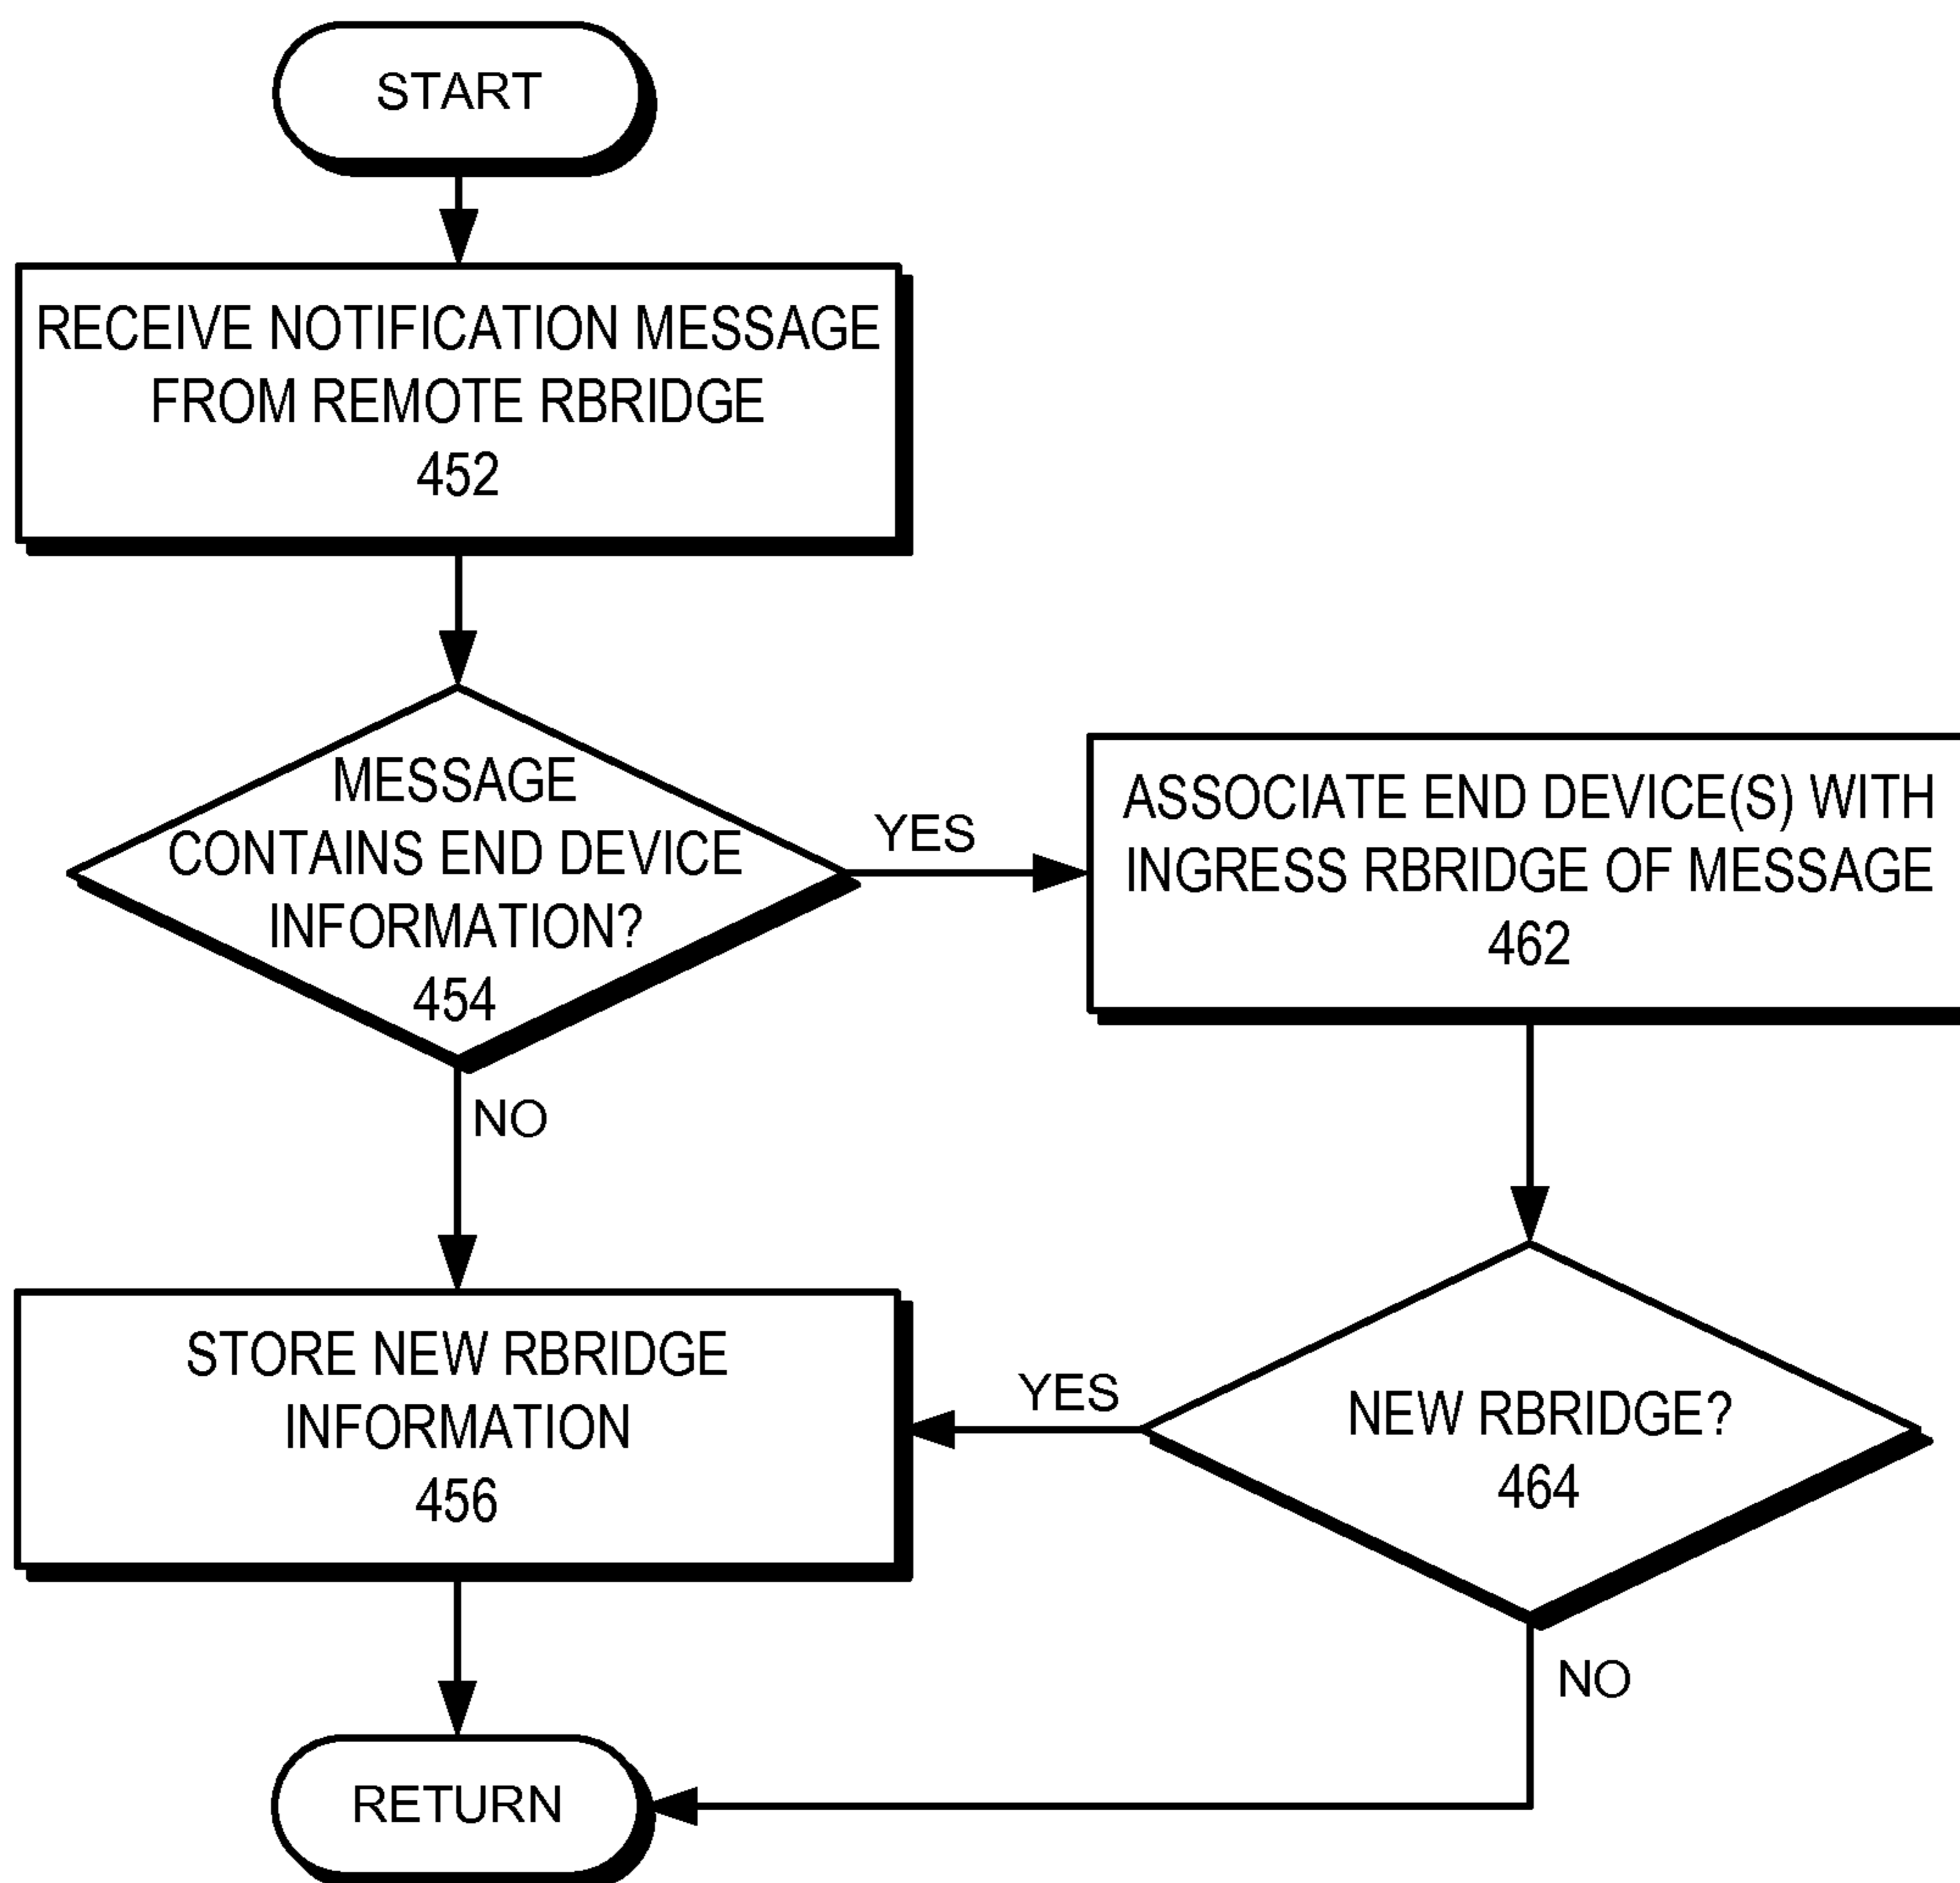 START
RECEIVE NOTIFICATION MESSAGE
FROM REMOTE RBRIDGE
452
MESSAGE
CONTAINS END DEVICE
INFORMATION?
454
YES
ASSOCIATE END DEVICE(S) WITH
INGRESS RBRIDGE OF MESSAGE
462
NO
STORE NEW RBRIDGE
INFORMATION
456
YES
NEW RBRIDGE?
464
NO
RETURN